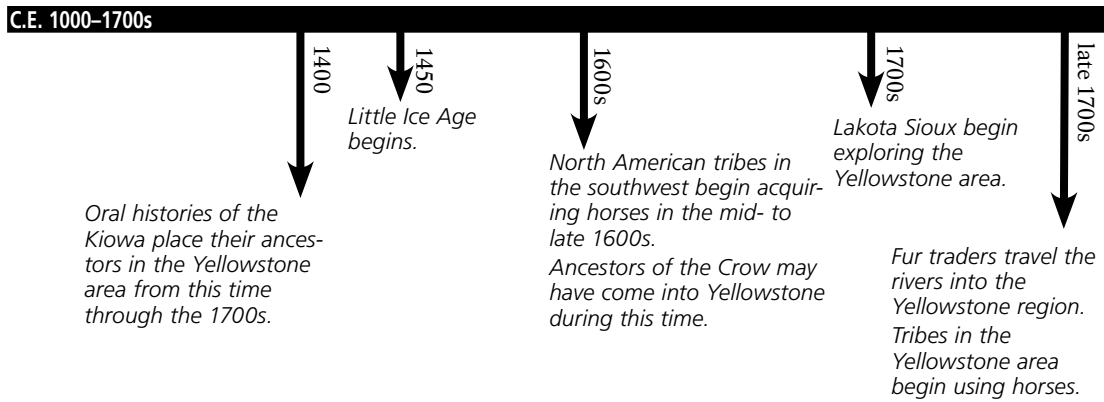 C.E. 1000–1700s
1400
Oral histories of the
Kiowa place their ances-
tors in the Yellowstone
area from this time
through the 1700s.
1450
Little Ice Age
begins.
1600s
North American tribes in
the southwest begin acquir-
ing horses in the mid- to
late 1600s.
Ancestors of the Crow may
have come into Yellowstone
during this time.
1700s
Lakota Sioux begin
exploring the
Yellowstone area.
late 1700s
Fur traders travel the
rivers into the
Yellowstone region.
Tribes in the
Yellowstone area
begin using horses.